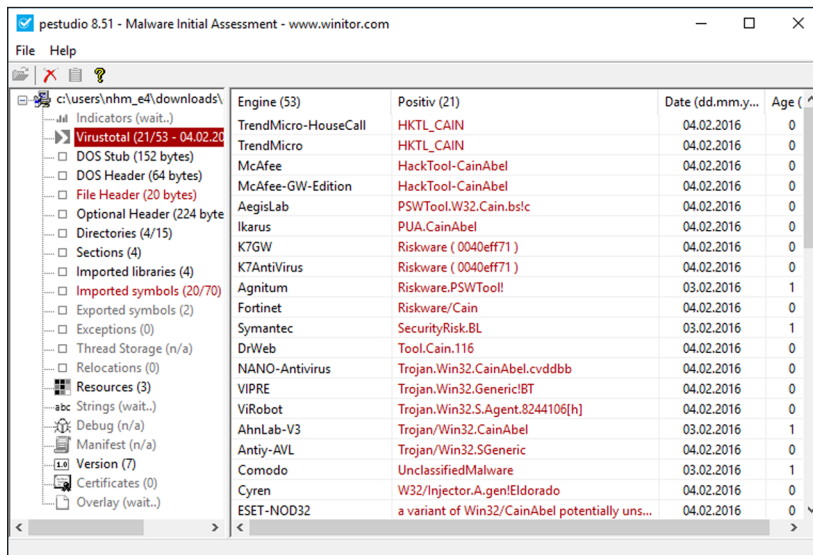 pestudio 8.51 - Malware Initial Assessment - www.winitor.com
File Help
c:\users\nhm_e4\downloads\
Indicators (wait..)
Virustotal (21/53 - 04.02.20
DOS Stub (152 bytes)
DOS Header (64 bytes)
File Header (20 bytes)
Optional Header (224 byte
Directories (4/15)
Sections (4)
Imported libraries (4)
Imported symbols (20/70)
Exported symbols (2)
Exceptions (0)
Thread Storage (n/a)
Relocations (0)
Resources (3)
abc Strings (wait..)
Debug (n/a)
Manifest (n/a)
1.0 Version (7)
Certificates (0)
Overlay (wait..)
Engine (53) Positiv (21) Date (dd.mm.y... Age (
TrendMicro-HouseCall HKTL_CAIN 04.02.2016 0
TrendMicro HKTL_CAIN 04.02.2016 0
McAfee HackTool-CainAbel 04.02.2016 0
McAfee-GW-Edition HackTool-CainAbel 04.02.2016 0
AegisLab PSWTool.W32.Cain.bs!c 04.02.2016 0
Ikarus PUA.CainAbel 04.02.2016 0
K7GW Riskware ( 0040eff71 ) 04.02.2016 0
K7AntiVirus Riskware ( 0040eff71 ) 04.02.2016 0
Agnitum Riskware.PSWTool! 03.02.2016 1
Fortinet Riskware/Cain 04.02.2016 0
Symantec SecurityRisk.BL 03.02.2016 1
DrWeb Tool.Cain.116 04.02.2016 0
NANO-Antivirus Trojan.Win32.CainAbel.cvddbb 04.02.2016 0
VIPRE Trojan.Win32.Generic!BT 04.02.2016 0
ViRobot Trojan.Win32.S.Agent.8244106[h] 04.02.2016 0
AhnLab-V3 Trojan/Win32.CainAbel 03.02.2016 1
Antiy-AVL Trojan/Win32.SGeneric 04.02.2016 0
Comodo UnclassifiedMalware 03.02.2016 1
Cyren W32/Injector.A.gen!Eldorado 04.02.2016 0
ESET-NOD32 a variant of Win32/CainAbel potentially uns... 04.02.2016 0